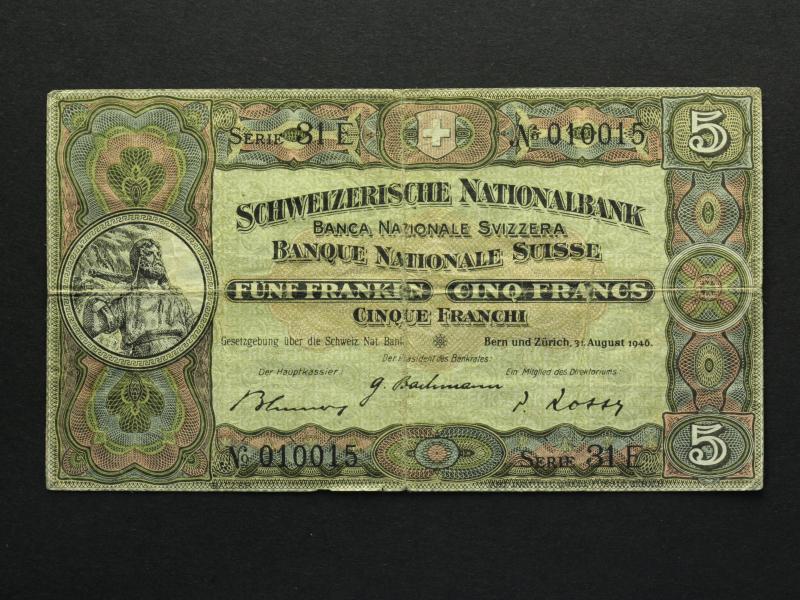 SERIE 31 E No 010015 5
SCHWEIZERISCHE NATIONALBANK
BANCA NAZIONALE SVIZZERA
BANQUE NATIONALE SUISSE
FÜNF FRANKEN CINQ FRANCS
CINQUE FRANCHI
Gesetzgebung über die Schweiz. Nat. Bank Bern und Zürich, 31. August 1946.
Der Präsident des Bankrates:
Der Hauptkassier: Ein Mitglied des Direktoriums:
G. Bachmann
P. Rossy
No 010015 SERIE 31 E 5